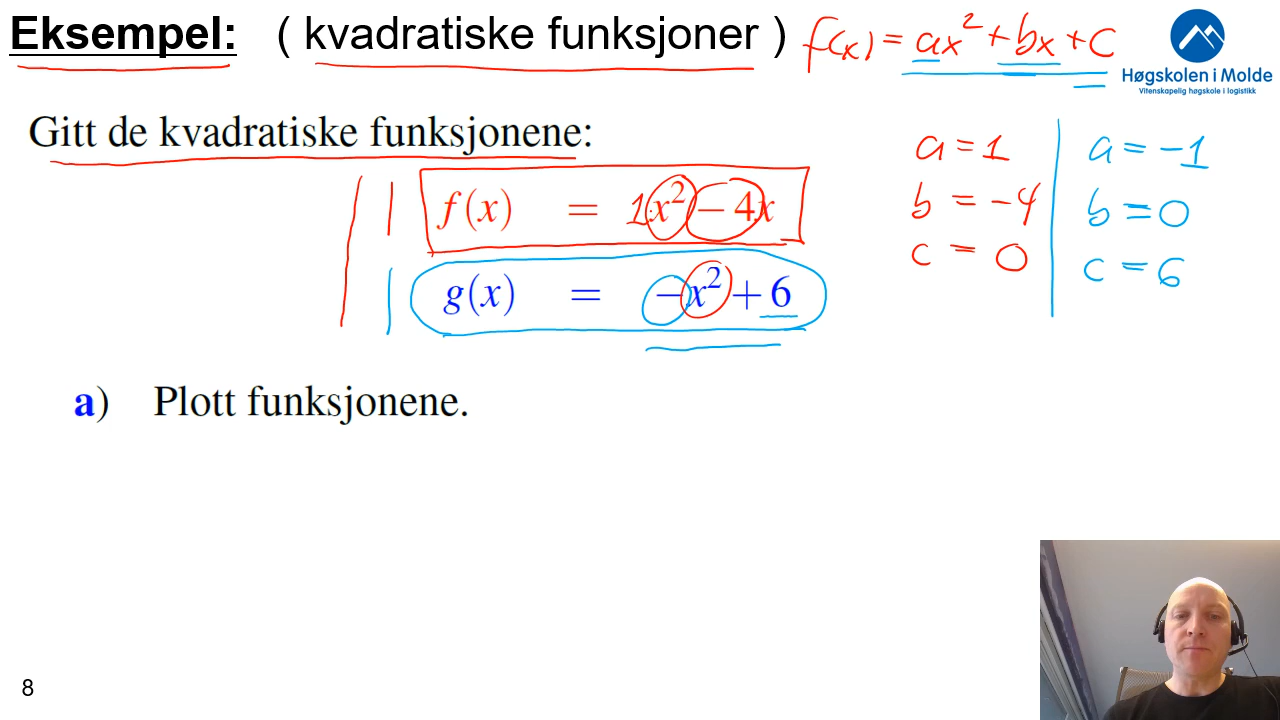 Eksempel: ( kvadratiske funksjoner ) f(x) = ax² + bx + c
Høgskolen i Molde
Vitenskapelig høgskole i logistikk
Gitt de kvadratiske funksjonene:
f(x) = 1x² − 4x
g(x) = −x² + 6
a = 1
b = −4
c = 0
a = −1
b = 0
c = 6
a) Plott funksjonene.
8